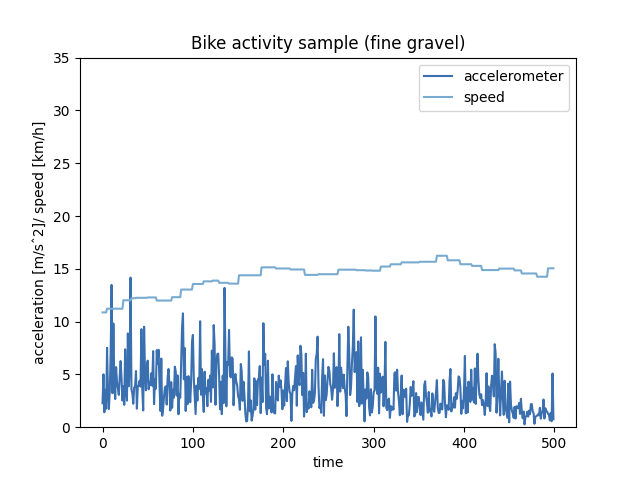 Bike activity sample (fine gravel)
35
30
25
20
15
10
5
0
acceleration [m/s^2]/ speed [km/h]
accelerometer
speed
0 100 200 300 400 500
time